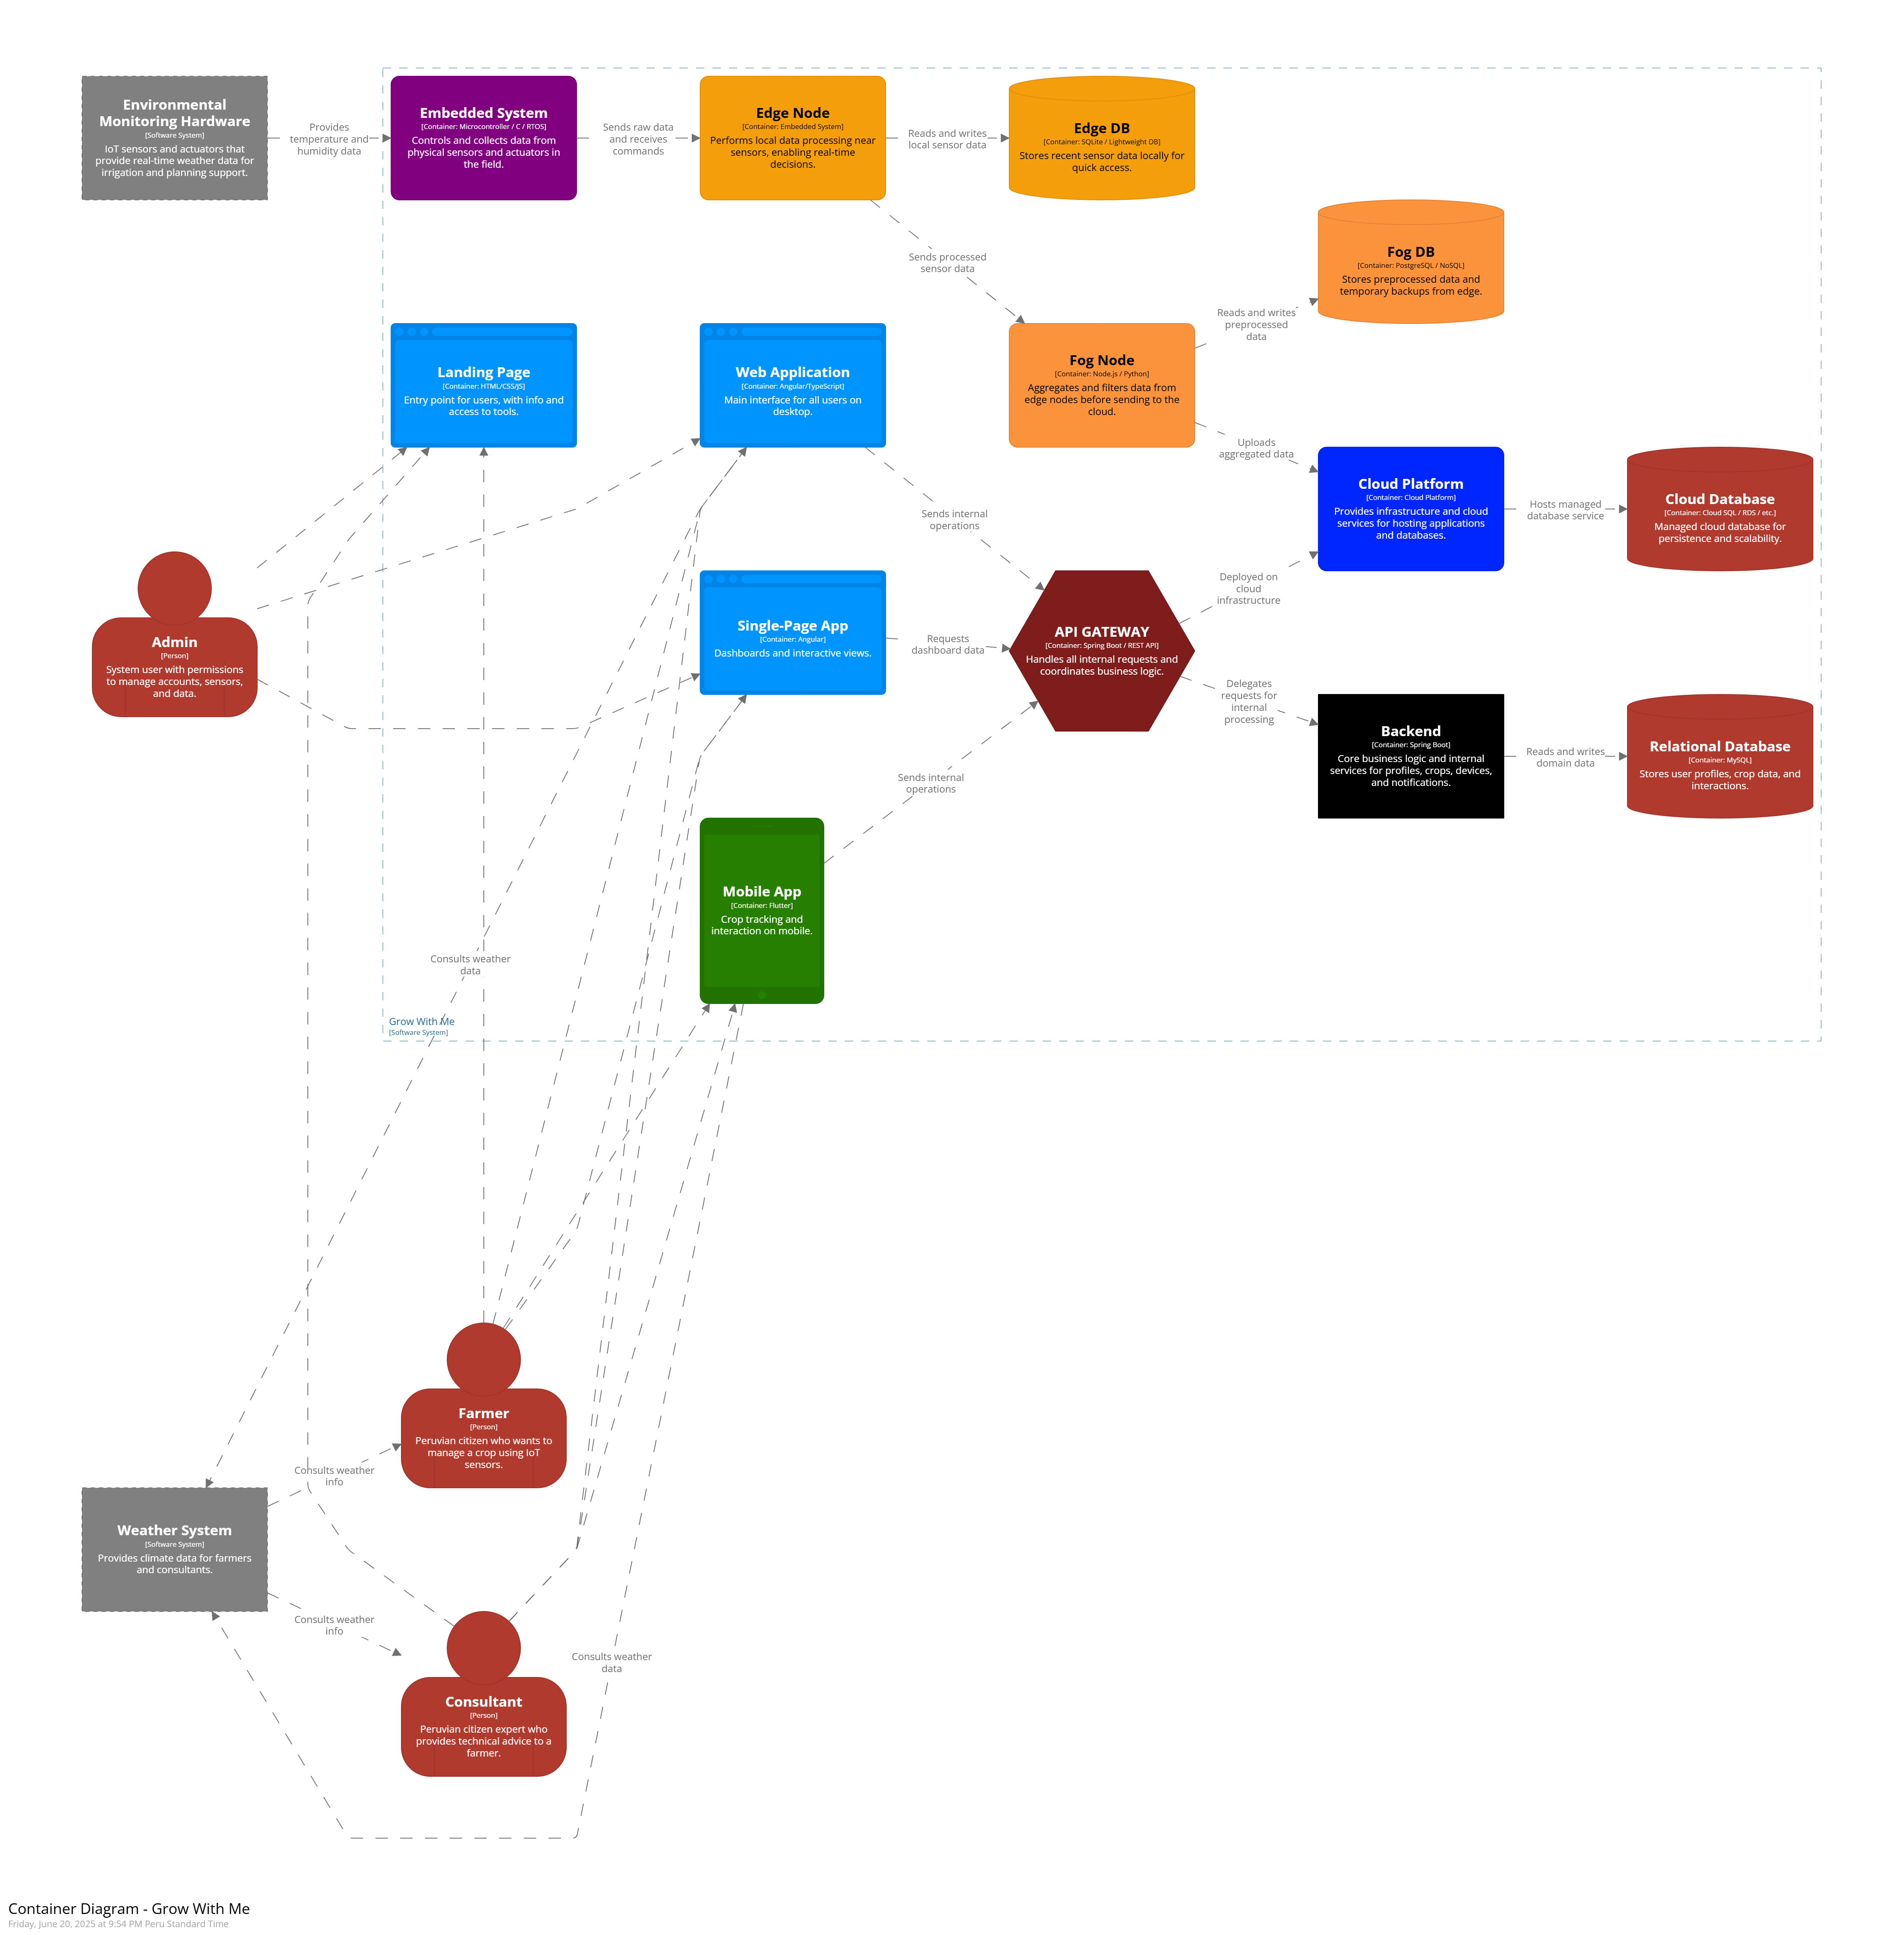 Environmental
Monitoring Hardware
[Software System]
IoT sensors and actuators that
provide real-time weather data for
irrigation and planning support.
Provides
temperature and
humidity data
Embedded System
[Container: Microcontroller / C / RTOS]
Controls and collects data from
physical sensors and actuators in
the field.
Sends raw data
and receives
commands
Edge Node
[Container: Embedded System]
Performs local data processing near
sensors, enabling real-time
decisions.
Reads and writes
local sensor data
Edge DB
[Container: SQLite / Lightweight DB]
Stores recent sensor data locally for
quick access.
Sends processed
sensor data
Fog DB
[Container: PostgreSQL / NoSQL]
Stores preprocessed data and
temporary backups from edge.
Reads and writes
preprocessed
data
Landing Page
[Container: HTML/CSS/JS]
Entry point for users, with info and
access to tools.
Web Application
[Container: Angular/TypeScript]
Main interface for all users on
desktop.
Fog Node
[Container: Node.js / Python]
Aggregates and filters data from
edge nodes before sending to the
cloud.
Uploads
aggregated data
Cloud Platform
[Container: Cloud Platform]
Provides infrastructure and cloud
services for hosting applications
and databases.
Hosts managed
database service
Cloud Database
[Container: Cloud SQL / RDS / etc.]
Managed cloud database for
persistence and scalability.
Sends internal
operations
Deployed on
cloud
infrastructure
Admin
[Person]
System user with permissions
to manage accounts, sensors,
and data.
Single-Page App
[Container: Angular]
Dashboards and interactive views.
Requests
dashboard data
API GATEWAY
[Container: Spring Boot / REST API]
Handles all internal requests and
coordinates business logic.
Delegates
requests for
internal
processing
Backend
[Container: Spring Boot]
Core business logic and internal
services for profiles, crops, devices,
and notifications.
Reads and writes
domain data
Relational Database
[Container: MySQL]
Stores user profiles, crop data, and
interactions.
Sends internal
operations
Mobile App
[Container: Flutter]
Crop tracking and
interaction on mobile.
Consults weather
data
Grow With Me
[Software System]
Farmer
[Person]
Peruvian citizen who wants to
manage a crop using IoT
sensors.
Consults weather
info
Weather System
[Software System]
Provides climate data for farmers
and consultants.
Consults weather
info
Consults weather
data
Consultant
[Person]
Peruvian citizen expert who
provides technical advice to a
farmer.
Container Diagram - Grow With Me
Friday, June 20, 2025 at 9:54 PM Peru Standard Time